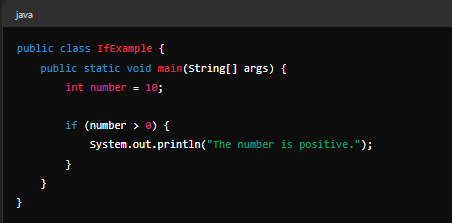 java
public class IfExample {
    public static void main(String[] args) {
        int number = 10;

        if (number > 0) {
            System.out.println("The number is positive.");
        }
    }
}